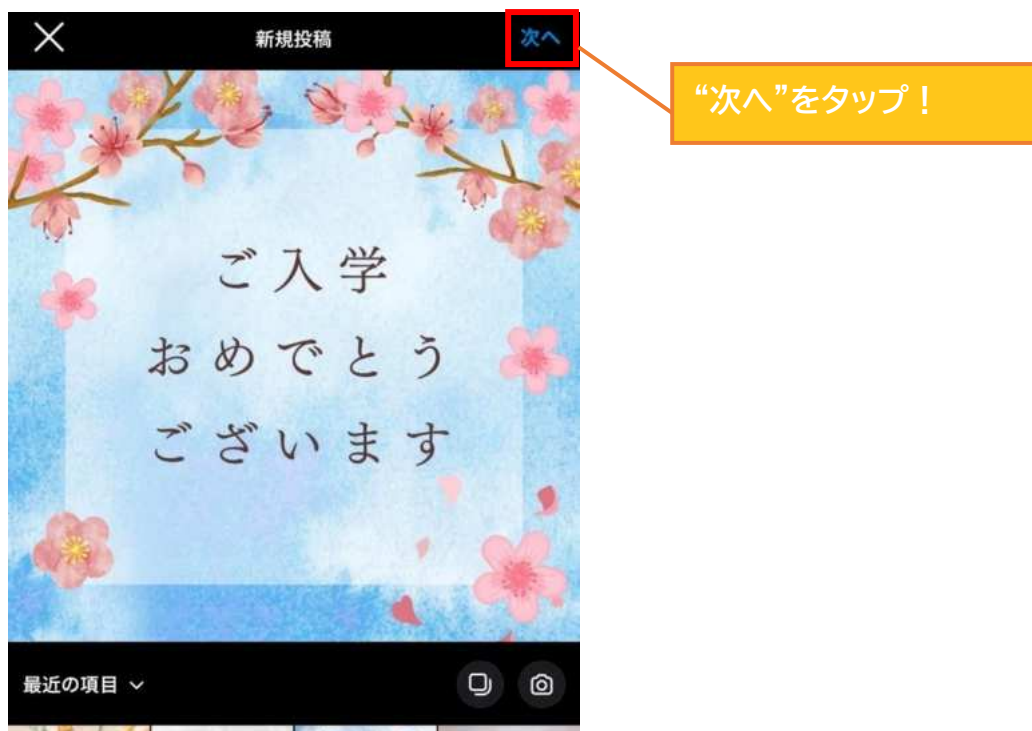 新規投稿
次へ
“次へ”をタップ！
ご入学
おめでとう
ございます
最近の項目